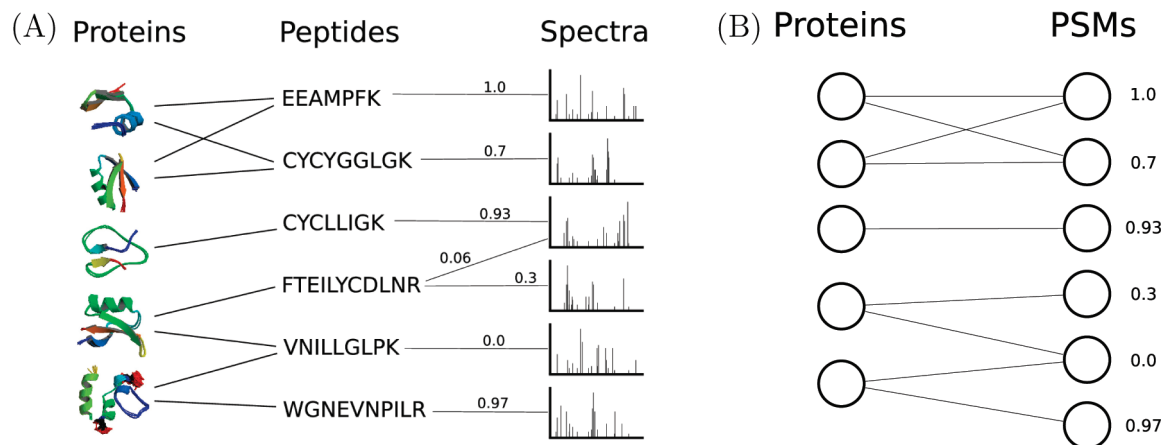 (A) Proteins Peptides Spectra (B) Proteins PSMs
EEAMPFK 1.0 1.0
CYCYGGLGK 0.7 0.7
CYCLLIGK 0.93 0.93
0.06
FTEILYCDLNR 0.3 0.3
VNILLGLPK 0.0 0.0
WGNEVNPILR 0.97 0.97